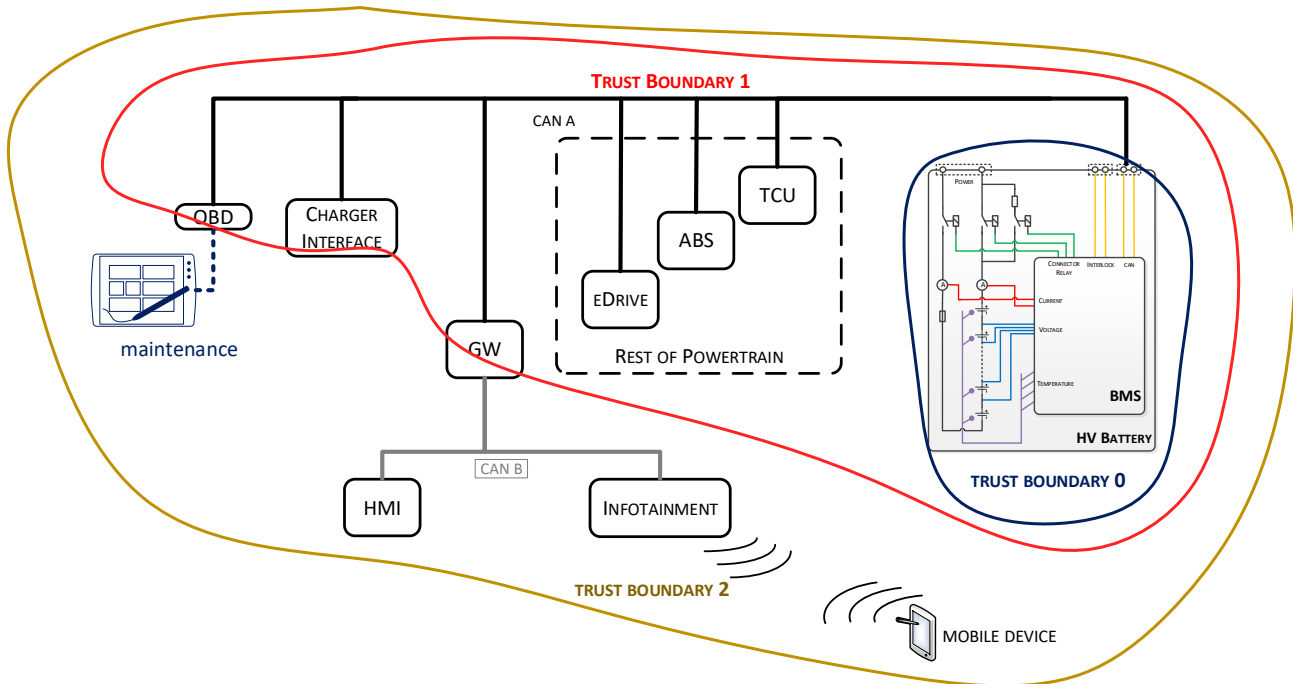 TRUST BOUNDARY 1
CAN A
OBD
CHARGER
INTERFACE
TCU
ABS
EDRIVE
REST OF POWERTRAIN
GW
maintenance
POWER
CONNECTOR
RELAY
INTERLOCK
CAN
A
A
CURRENT
VOLTAGE
TEMPERATURE
BMS
HV BATTERY
TRUST BOUNDARY 0
CAN B
HMI
INFOTAINMENT
TRUST BOUNDARY 2
MOBILE DEVICE